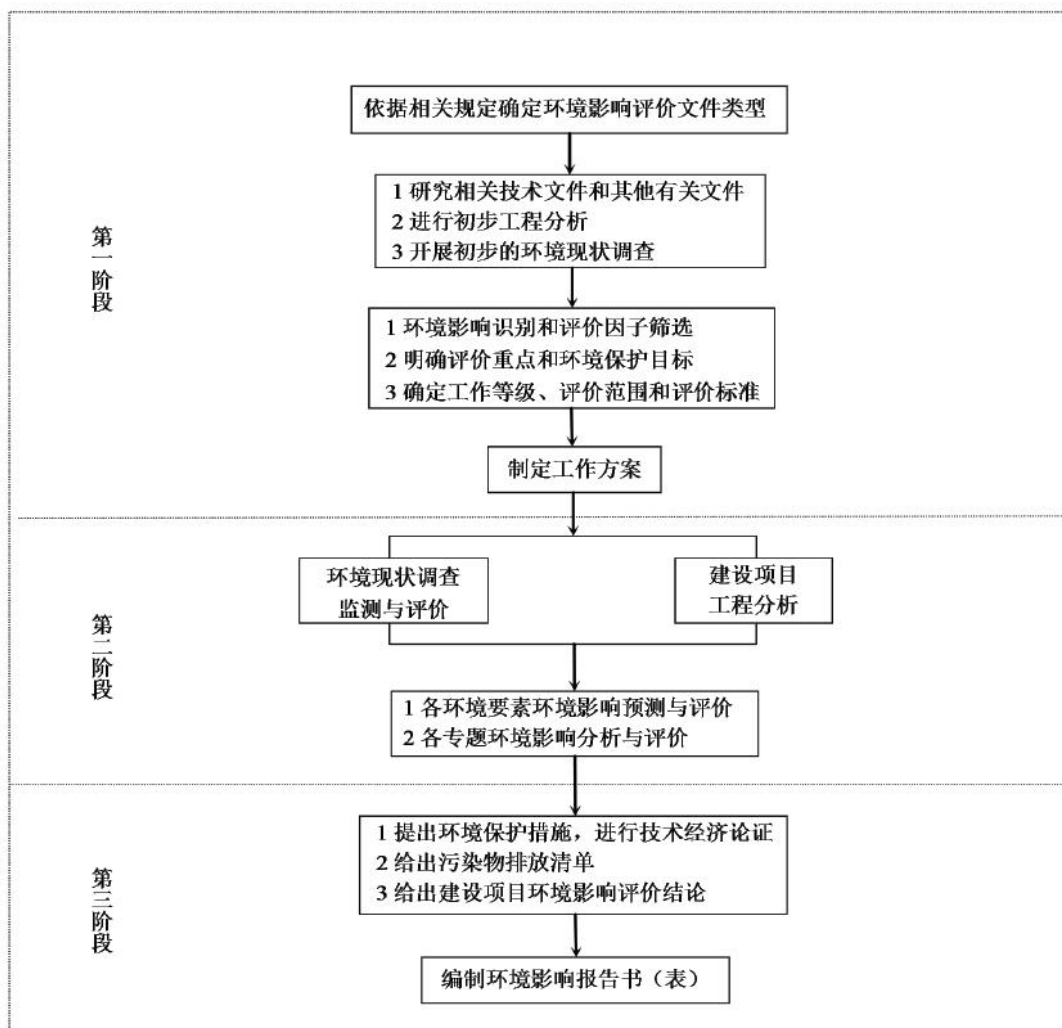 依据相关规定确定环境影响评价文件类型
1 研究相关技术文件和其他有关文件
2 进行初步工程分析
3 开展初步的环境现状调查
第一阶段
1 环境影响识别和评价因子筛选
2 明确评价重点和环境保护目标
3 确定工作等级、评价范围和评价标准
制定工作方案
环境现状调查
监测与评价
建设项目
工程分析
第二阶段
1 各环境要素环境影响预测与评价
2 各专题环境影响分析与评价
1 提出环境保护措施，进行技术经济论证
2 给出污染物排放清单
3 给出建设项目环境影响评价结论
第三阶段
编制环境影响报告书（表）